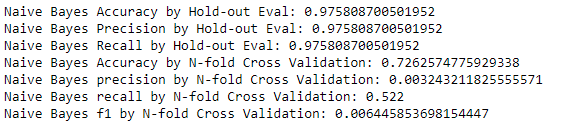 Naive Bayes Accuracy by Hold-out Eval: 0.975808700501952
Naive Bayes Precision by Hold-out Eval: 0.975808700501952
Naive Bayes Recall by Hold-out Eval: 0.975808700501952
Naive Bayes Accuracy by N-fold Cross Validation: 0.7262574775929338
Naive Bayes precision by N-fold Cross Validation: 0.003243211825555571
Naive Bayes recall by N-fold Cross Validation: 0.522
Naive Bayes f1 by N-fold Cross Validation: 0.006445853698154447